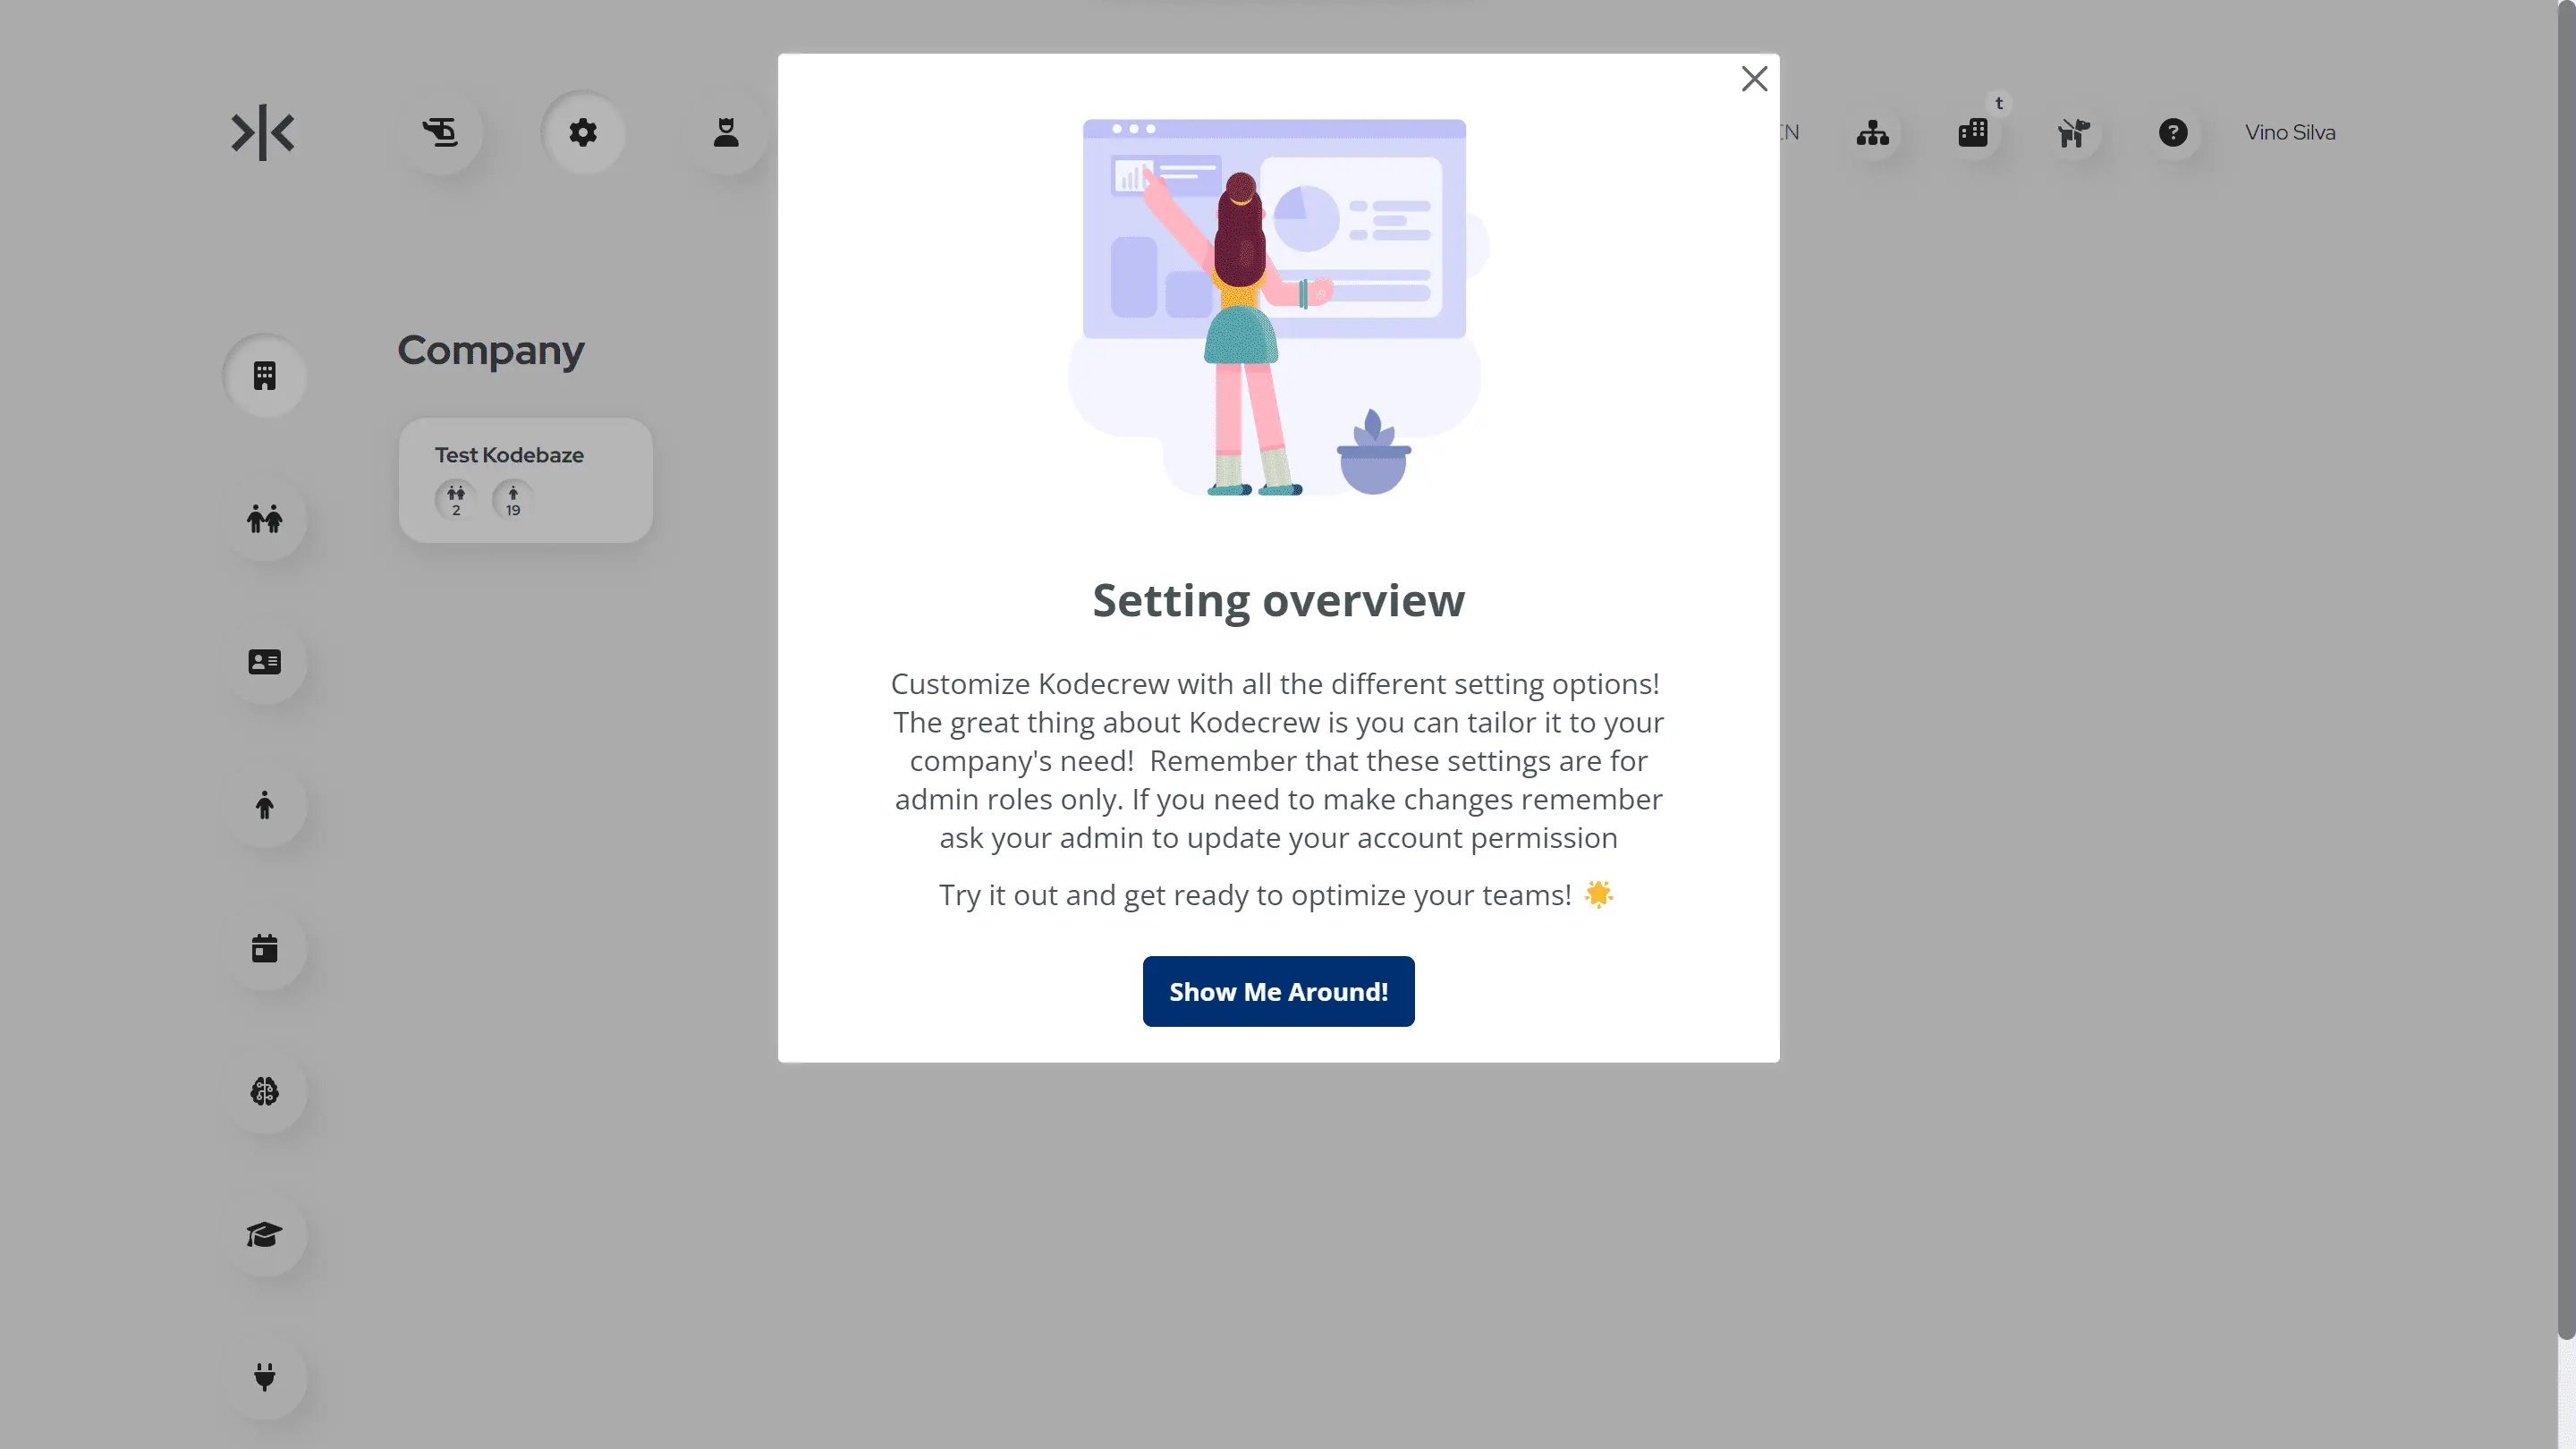 t
EN
Vino Silva
Company
Test Kodebaze
2 19
Setting overview
Customize Kodecrew with all the different setting options!
The great thing about Kodecrew is you can tailor it to your
company's need!  Remember that these settings are for
admin roles only. If you need to make changes remember
ask your admin to update your account permission
Try it out and get ready to optimize your teams! 🌟
Show Me Around!